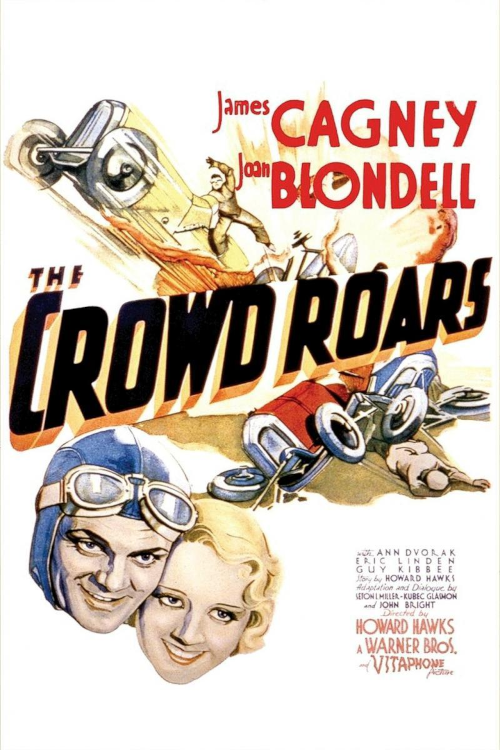 James CAGNEY
Joan BLONDELL
THE
CROWD ROARS
with ANN DVORAK
ERIC LINDEN
GUY KIBBEE
Story by HOWARD HAWKS
Adaptation and Dialogue by
SETON I. MILLER - KUBEC GLASMON
and JOHN BRIGHT
Directed by
HOWARD HAWKS
A WARNER BROS.
and VITAPHONE
Picture